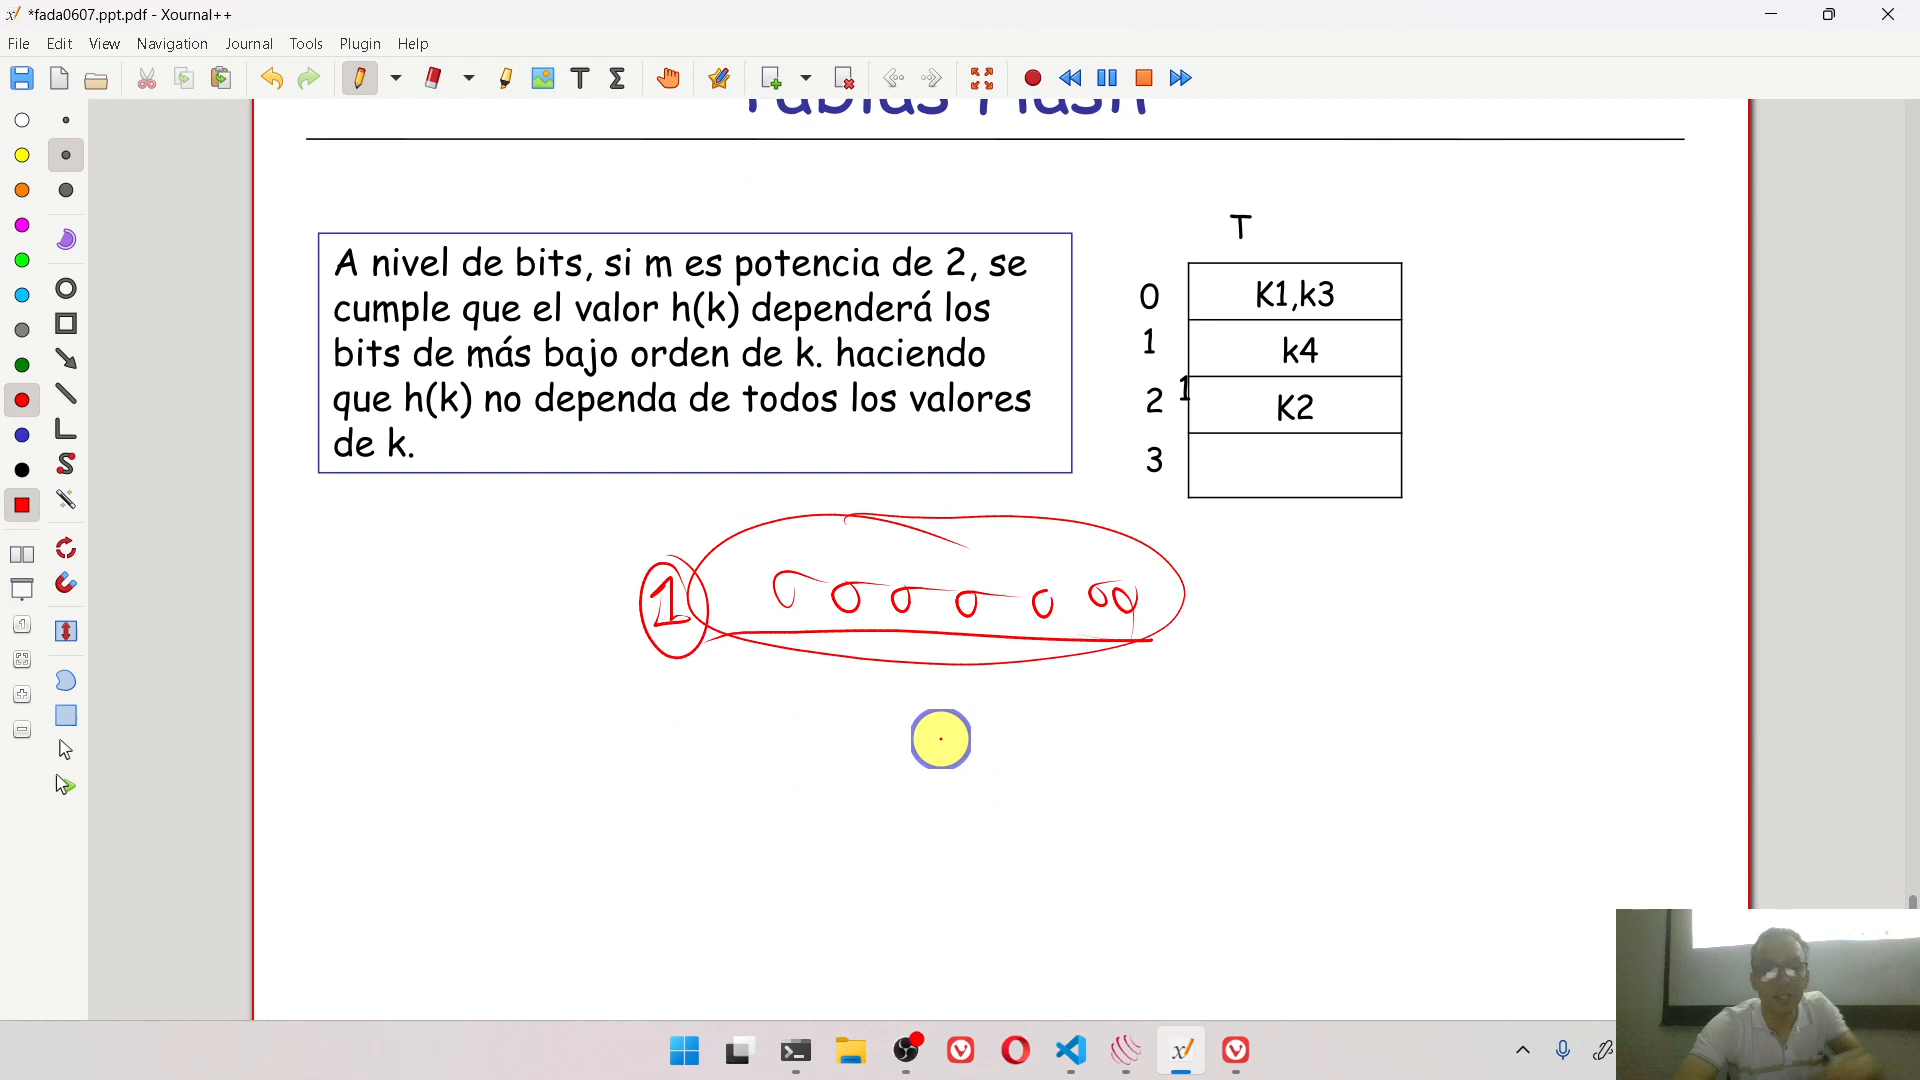 *fada0607.ppt.pdf - Xournal++
File Edit View Navigation Journal Tools Plugin Help
Tablas Hash
A nivel de bits, si m es potencia de 2, se
cumple que el valor h(k) dependerá los
bits de más bajo orden de k. haciendo
que h(k) no dependa de todos los valores
de k.
T
0 K1,k3
1 k4
2 1 K2
3
1 0 0 0 0 0 0 0